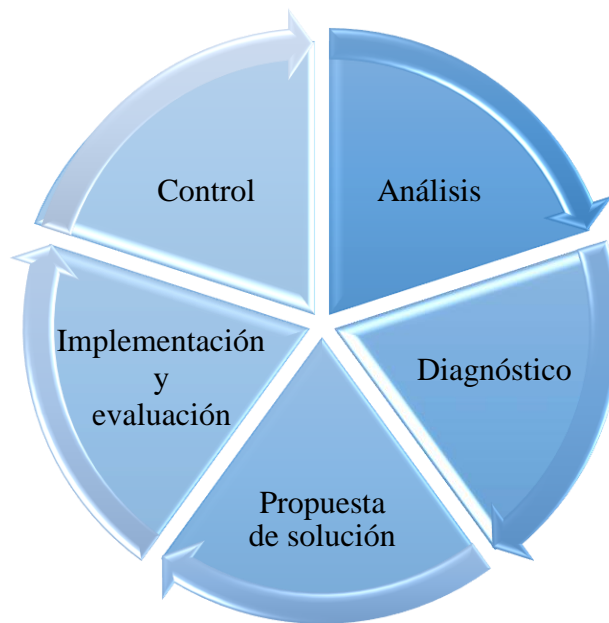 Análisis
Diagnóstico
Propuesta
de solución
Implementación
y
evaluación
Control